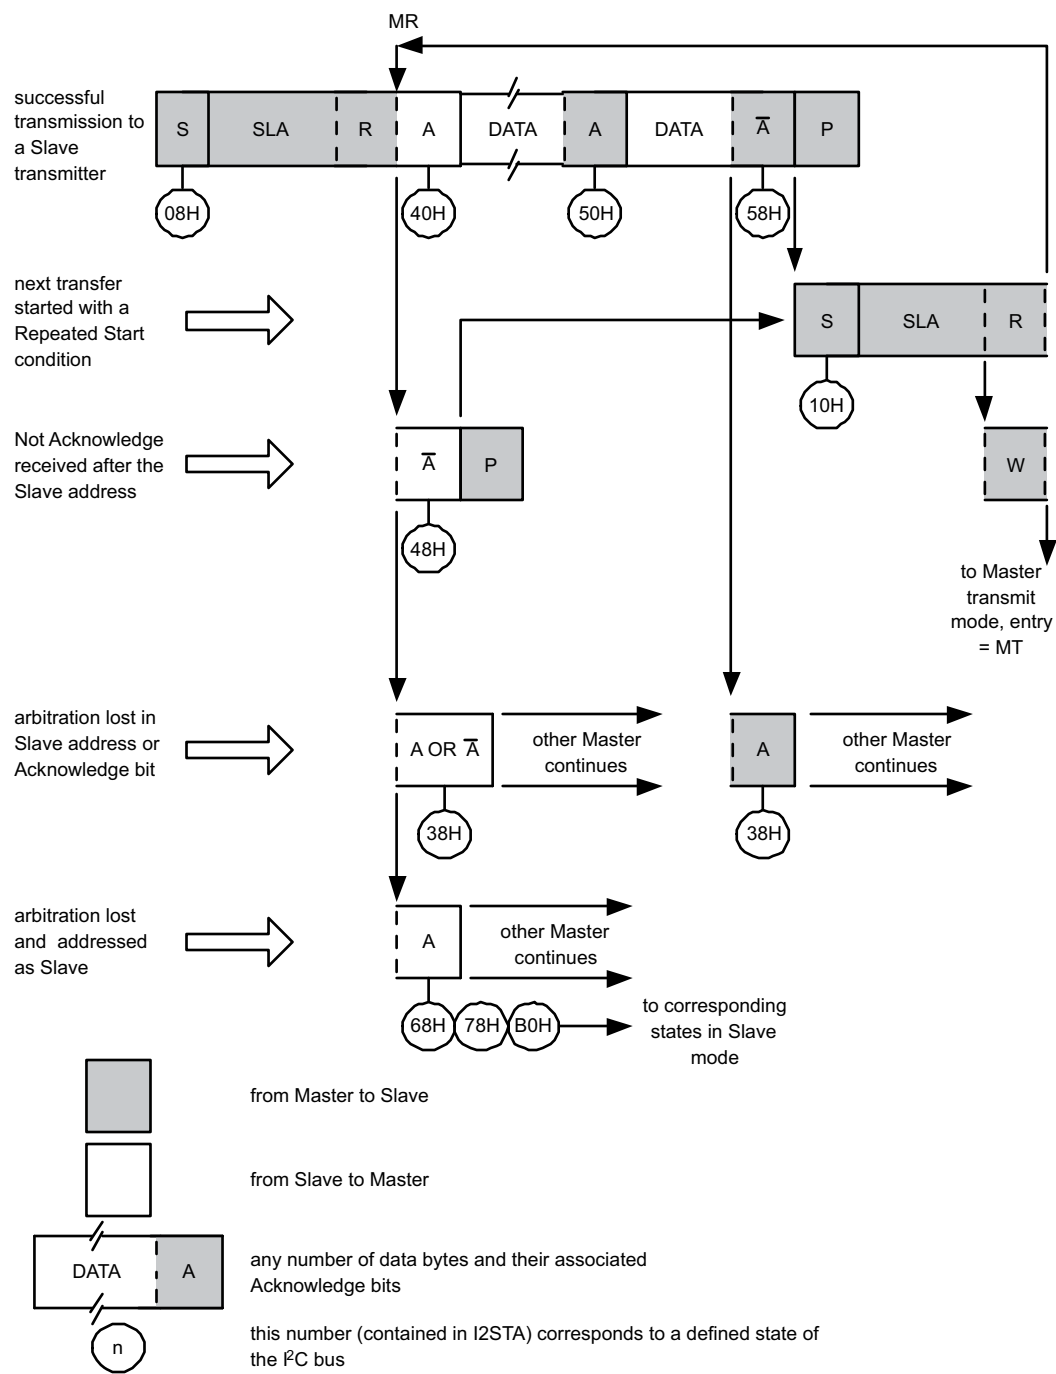 MR
successful
transmission to
a Slave
transmitter
S SLA R A DATA A DATA A̅ P
08H 40H 50H 58H
next transfer
started with a
Repeated Start
condition
S SLA R
10H
Not Acknowledge
received after the
Slave address
A̅ P
W
48H
to Master
transmit
mode, entry
= MT
arbitration lost in
Slave address or
Acknowledge bit
A OR A̅
other Master
continues
A
other Master
continues
38H 38H
arbitration lost
and addressed
as Slave
A
other Master
continues
68H 78H B0H
to corresponding
states in Slave
mode
from Master to Slave
from Slave to Master
DATA A
any number of data bytes and their associated
Acknowledge bits
n
this number (contained in I2STA) corresponds to a defined state of
the I²C bus